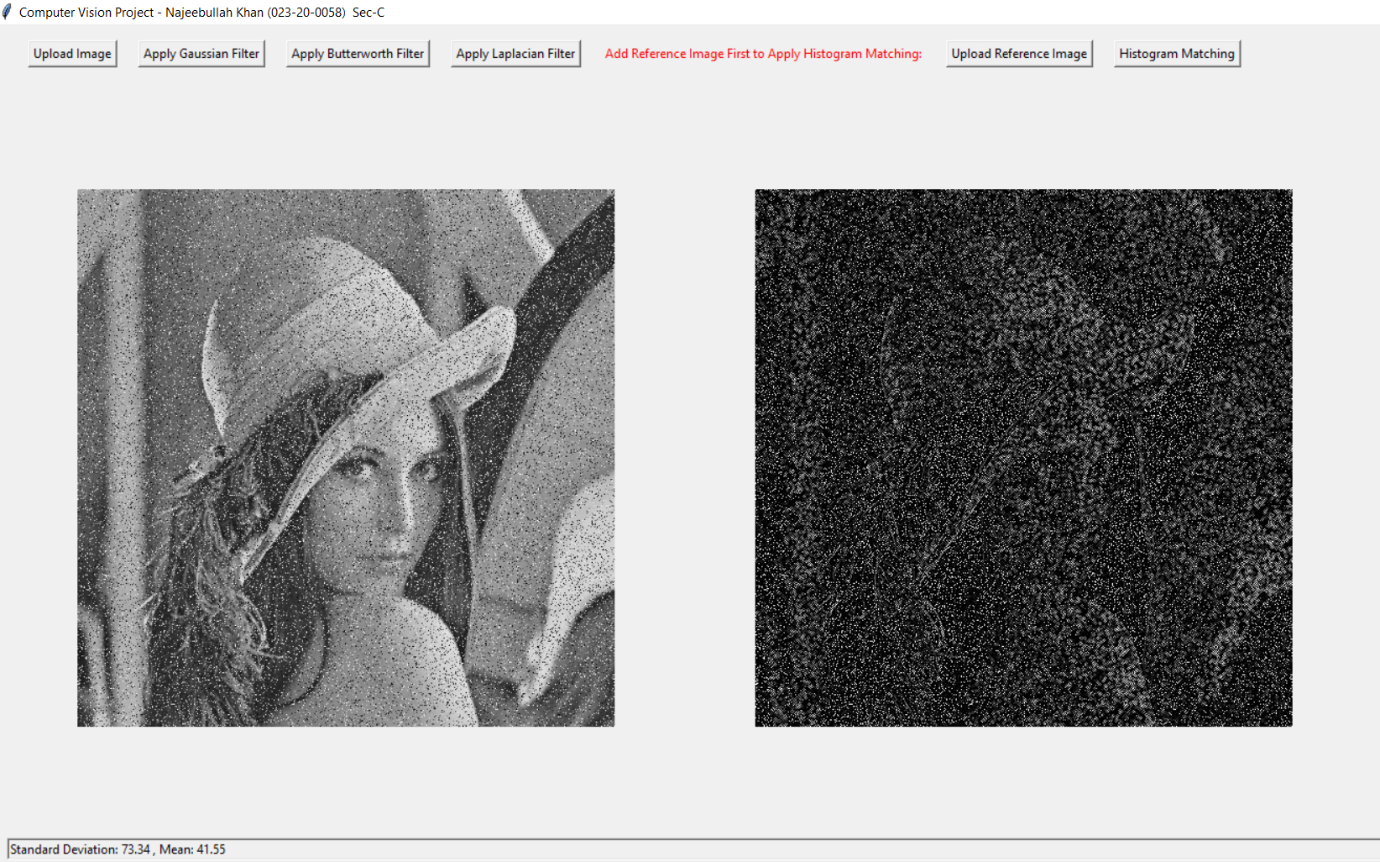 Computer Vision Project - Najeebullah Khan (023-20-0058) Sec-C
Upload Image Apply Gaussian Filter Apply Butterworth Filter Apply Laplacian Filter Add Reference Image First to Apply Histogram Matching: Upload Reference Image Histogram Matching
Standard Deviation: 73.34 , Mean: 41.55